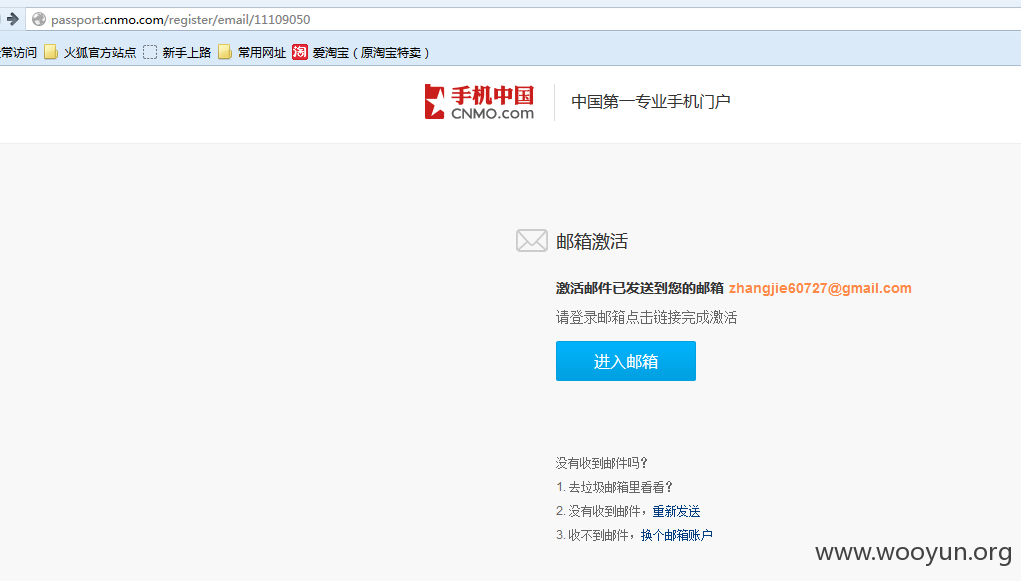 passport.cnmo.com/register/email/11109050
常访问 火狐官方站点 新手上路 常用网址 淘 爱淘宝（原淘宝特卖）
手机中国
CNMO.com
中国第一专业手机门户
邮箱激活
激活邮件已发送到您的邮箱 zhangjie60727@gmail.com
请登录邮箱点击链接完成激活
进入邮箱
没有收到邮件吗？
1. 去垃圾邮箱里看看？
2. 没有收到邮件，重新发送
3. 收不到邮件，换个邮箱账户
www.wooyun.org